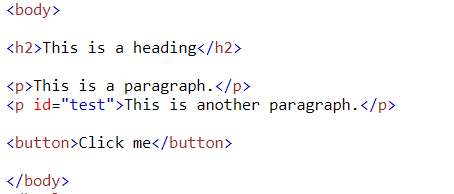 <body>
<h2>This is a heading</h2>
<p>This is a paragraph.</p>
<p id="test">This is another paragraph.</p>
<button>Click me</button>
</body>